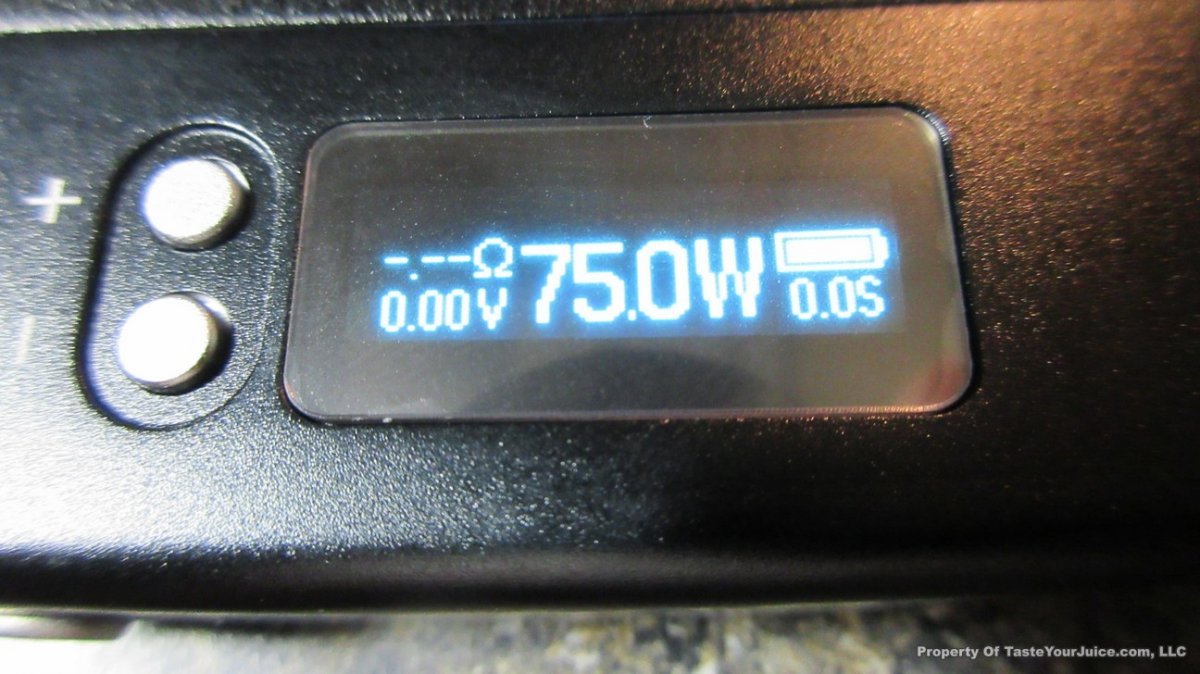 +
-.--Ω 75.0W
0.00V 0.0S
-
Property Of TasteYourJuice.com, LLC